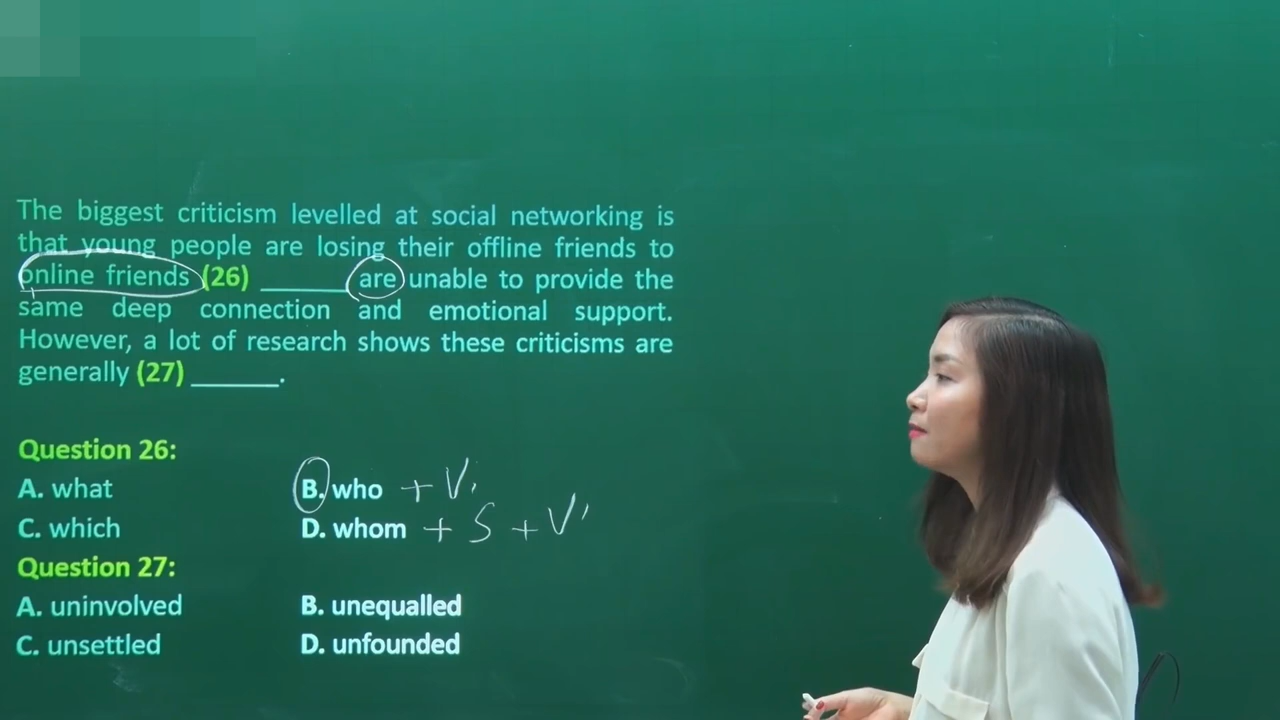 The biggest criticism levelled at social networking is
that young people are losing their offline friends to
online friends (26) ______ are unable to provide the
same deep connection and emotional support.
However, a lot of research shows these criticisms are
generally (27) ______.
Question 26:
A. what B. who + V.
C. which D. whom + S + V'
Question 27:
A. uninvolved B. unequalled
C. unsettled D. unfounded